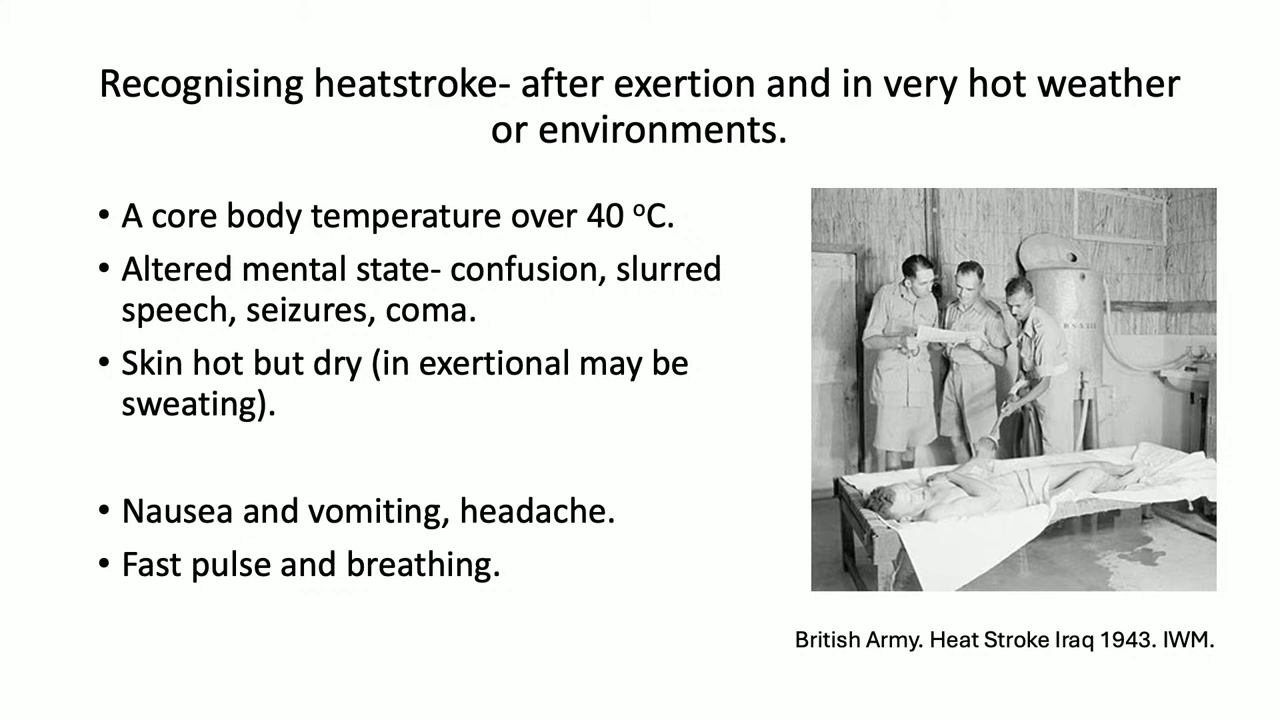 Recognising heatstroke- after exertion and in very hot weather
or environments.
• A core body temperature over 40 ºC.
• Altered mental state- confusion, slurred
speech, seizures, coma.
• Skin hot but dry (in exertional may be
sweating).
• Nausea and vomiting, headache.
• Fast pulse and breathing.
British Army. Heat Stroke Iraq 1943. IWM.